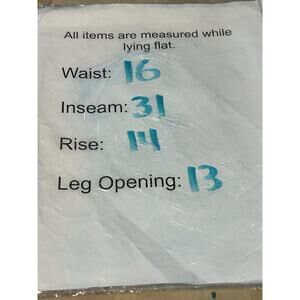 All items are measured while
lying flat.
Waist: 16
Inseam: 31
Rise: 14
Leg Opening: 13